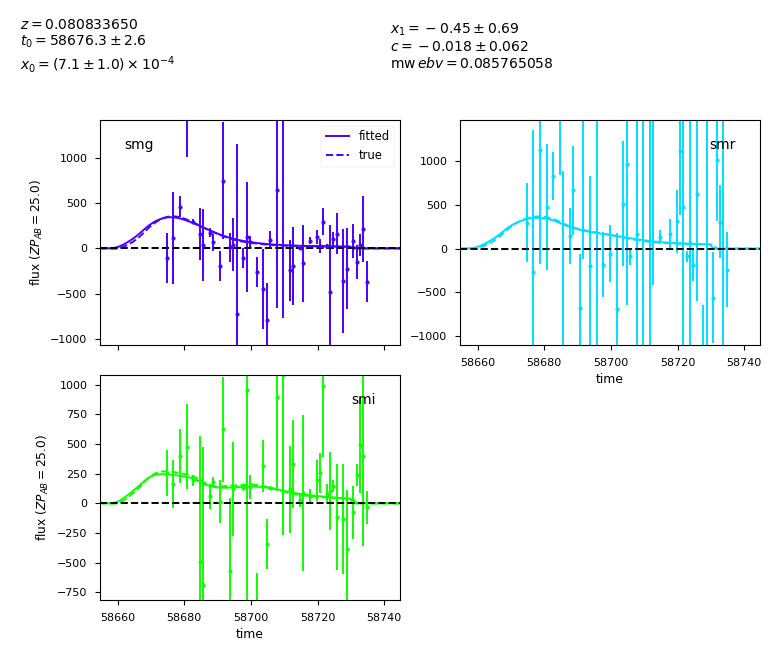 z = 0.080833650
t₀ = 58676.3 ± 2.6
x₀ = (7.1 ± 1.0) × 10⁻⁴
x₁ = −0.45 ± 0.69
c = −0.018 ± 0.062
mw ebv = 0.085765058
smg
fitted
true
1000
500
0
−500
−1000
flux (ZP_AB = 25.0)
smr
1000
500
0
−500
−1000
58660 58680 58700 58720 58740
time
smi
1000
750
500
250
0
−250
−500
−750
flux (ZP_AB = 25.0)
58660 58680 58700 58720 58740
time